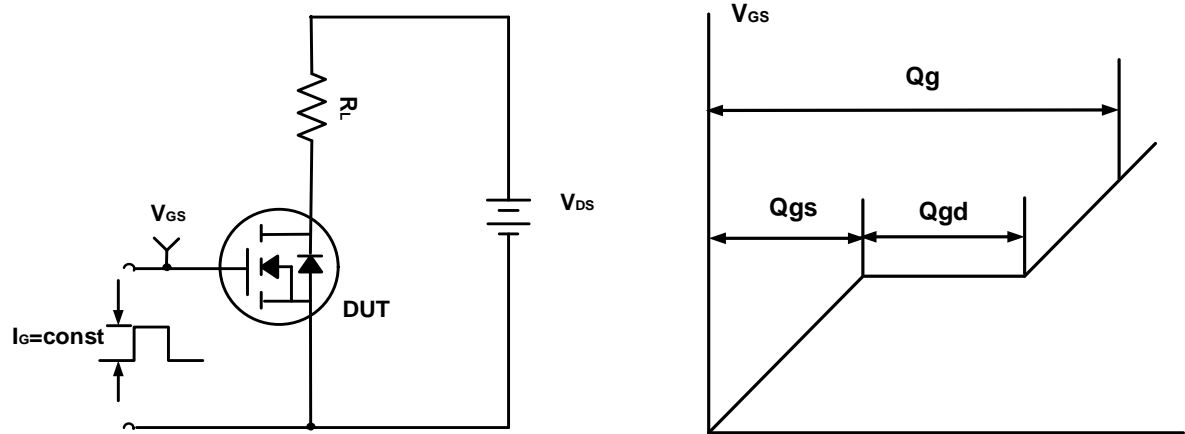 RL
VGS
VDS
DUT
IG=const
VGS
Qg
Qgs
Qgd